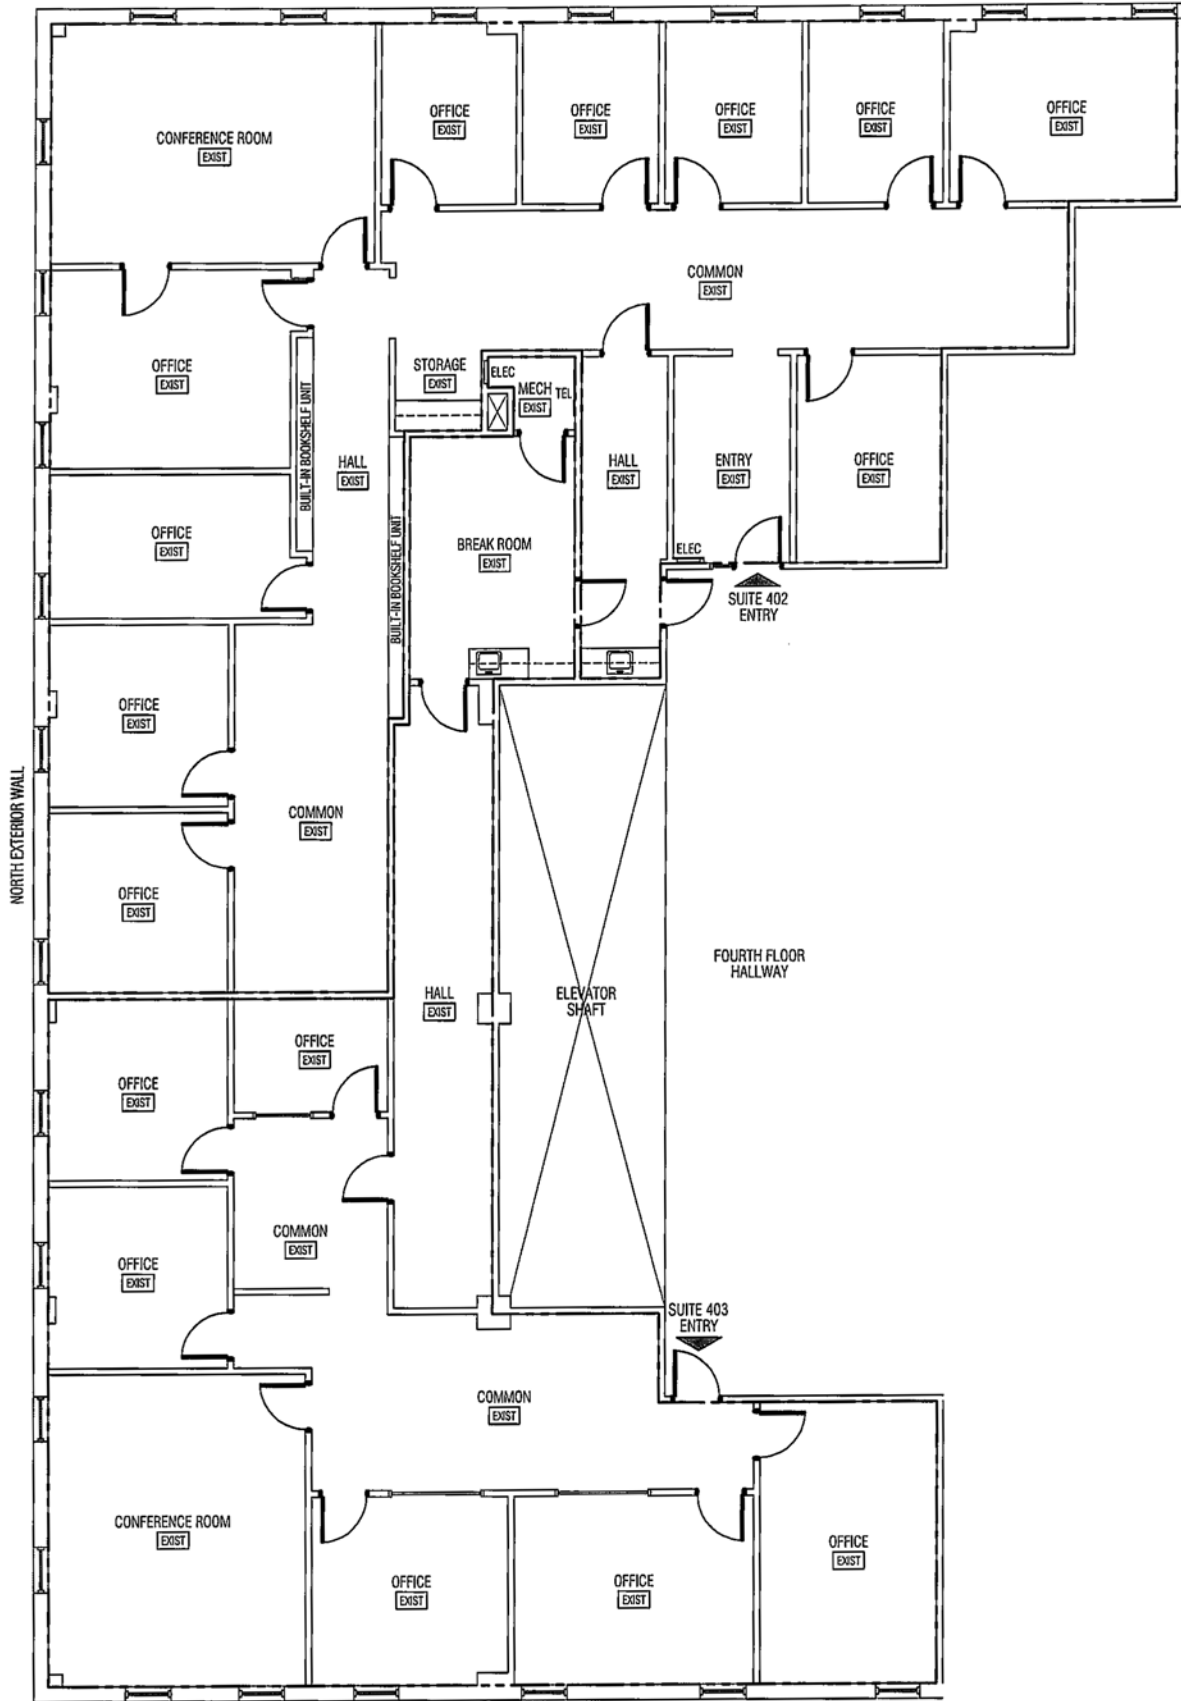 OFFICE
EXIST
OFFICE
EXIST
OFFICE
EXIST
OFFICE
EXIST
OFFICE
EXIST
CONFERENCE ROOM
EXIST
COMMON
EXIST
OFFICE
EXIST
STORAGE
EXIST
ELEC
MECH
EXIST
TEL
BUILT-IN BOOKSHELF UNIT
HALL
EXIST
HALL
EXIST
ENTRY
EXIST
OFFICE
EXIST
OFFICE
EXIST
BUILT-IN BOOKSHELF UNIT
BREAK ROOM
EXIST
ELEC
SUITE 402
ENTRY
OFFICE
EXIST
NORTH EXTERIOR WALL
COMMON
EXIST
OFFICE
EXIST
FOURTH FLOOR
HALLWAY
HALL
EXIST
ELEVATOR
SHAFT
OFFICE
EXIST
OFFICE
EXIST
COMMON
EXIST
OFFICE
EXIST
SUITE 403
ENTRY
COMMON
EXIST
CONFERENCE ROOM
EXIST
OFFICE
EXIST
OFFICE
EXIST
OFFICE
EXIST